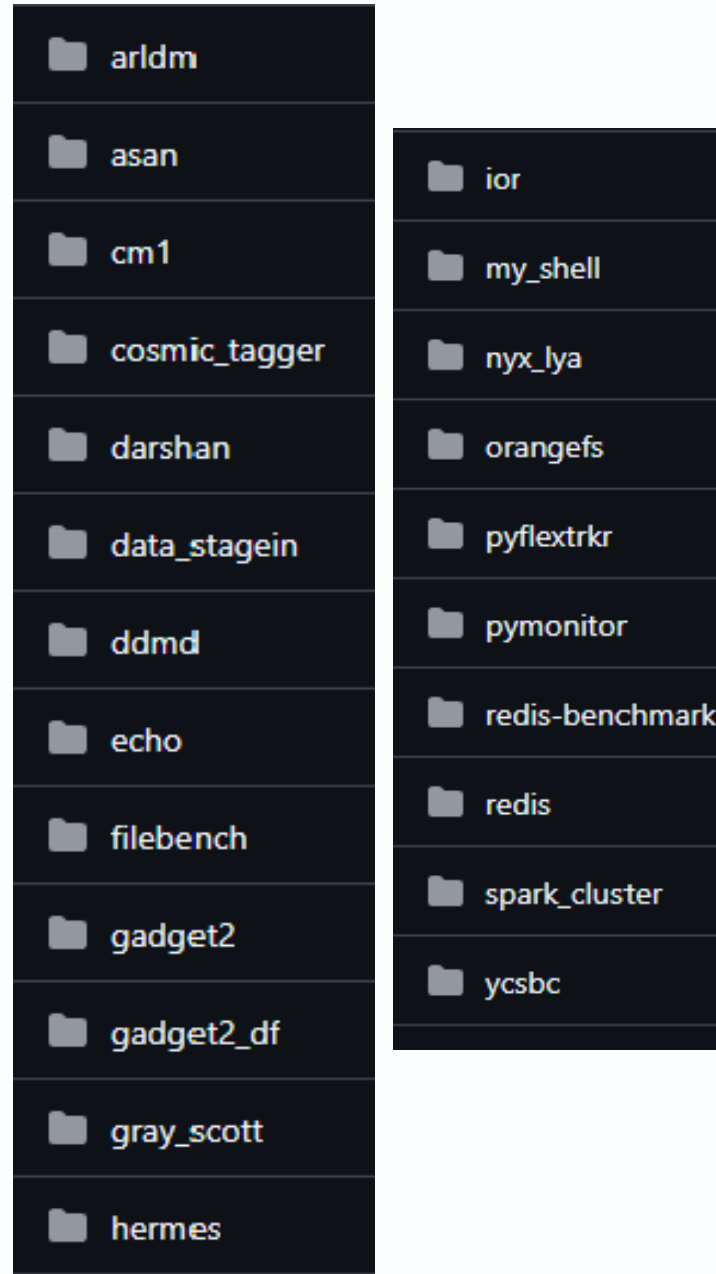 arldm
asan
cm1
cosmic_tagger
darshan
data_stagein
ddmd
echo
filebench
gadget2
gadget2_df
gray_scott
hermes
ior
my_shell
nyx_lya
orangefs
pyflextrkr
pymonitor
redis-benchmark
redis
spark_cluster
ycsbc